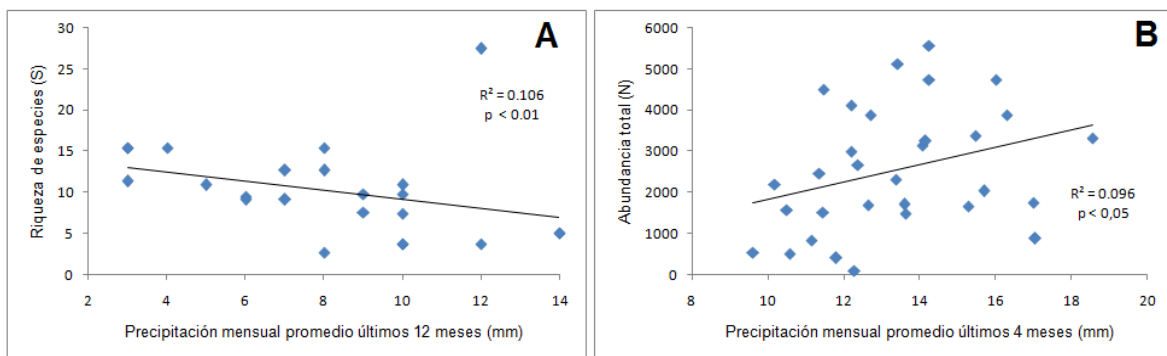 A
Riqueza de especies (S)
30
25
20
15
10
5
0
R² = 0.106
p < 0.01
2 4 6 8 10 12 14
Precipitación mensual promedio últimos 12 meses (mm)
B
Abundancia total (N)
6000
5000
4000
3000
2000
1000
0
R² = 0.096
p < 0,05
8 10 12 14 16 18 20
Precipitación mensual promedio últimos 4 meses (mm)